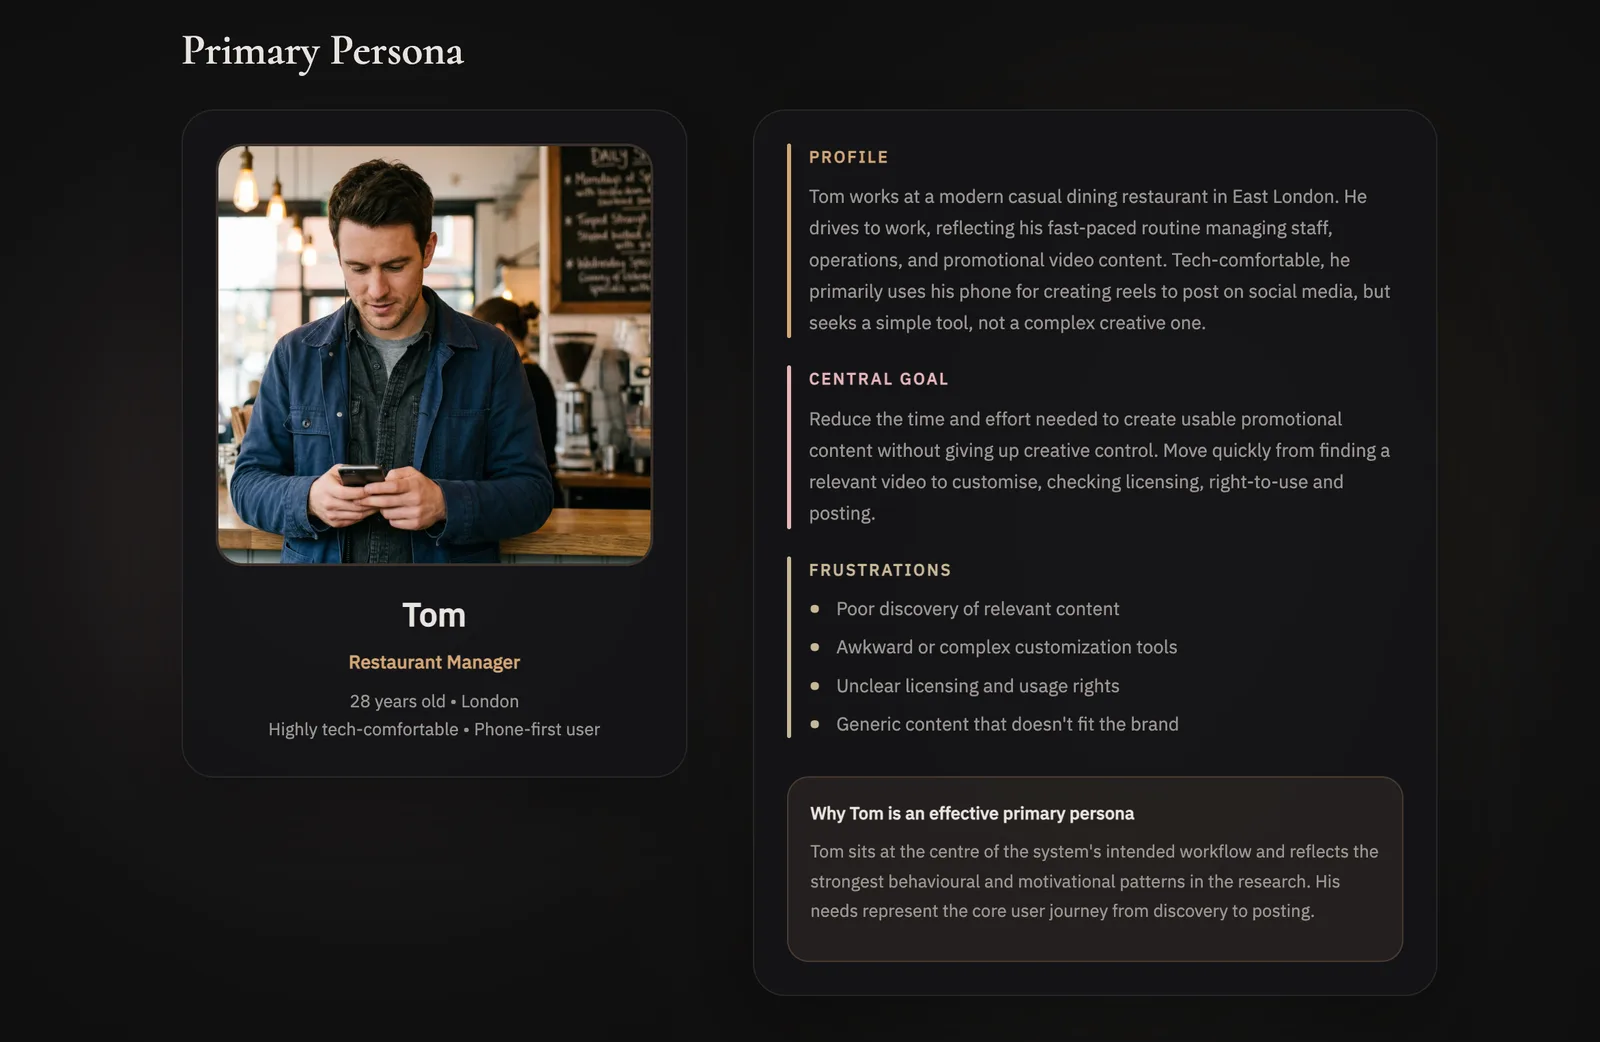 Primary Persona
DAILY
Tom
Restaurant Manager
28 years old • London
Highly tech-comfortable • Phone-first user
PROFILE
Tom works at a modern casual dining restaurant in East London. He
drives to work, reflecting his fast-paced routine managing staff,
operations, and promotional video content. Tech-comfortable, he
primarily uses his phone for creating reels to post on social media, but
seeks a simple tool, not a complex creative one.
CENTRAL GOAL
Reduce the time and effort needed to create usable promotional
content without giving up creative control. Move quickly from finding a
relevant video to customise, checking licensing, right-to-use and
posting.
FRUSTRATIONS
• Poor discovery of relevant content
• Awkward or complex customization tools
• Unclear licensing and usage rights
• Generic content that doesn't fit the brand
Why Tom is an effective primary persona
Tom sits at the centre of the system's intended workflow and reflects the
strongest behavioural and motivational patterns in the research. His
needs represent the core user journey from discovery to posting.